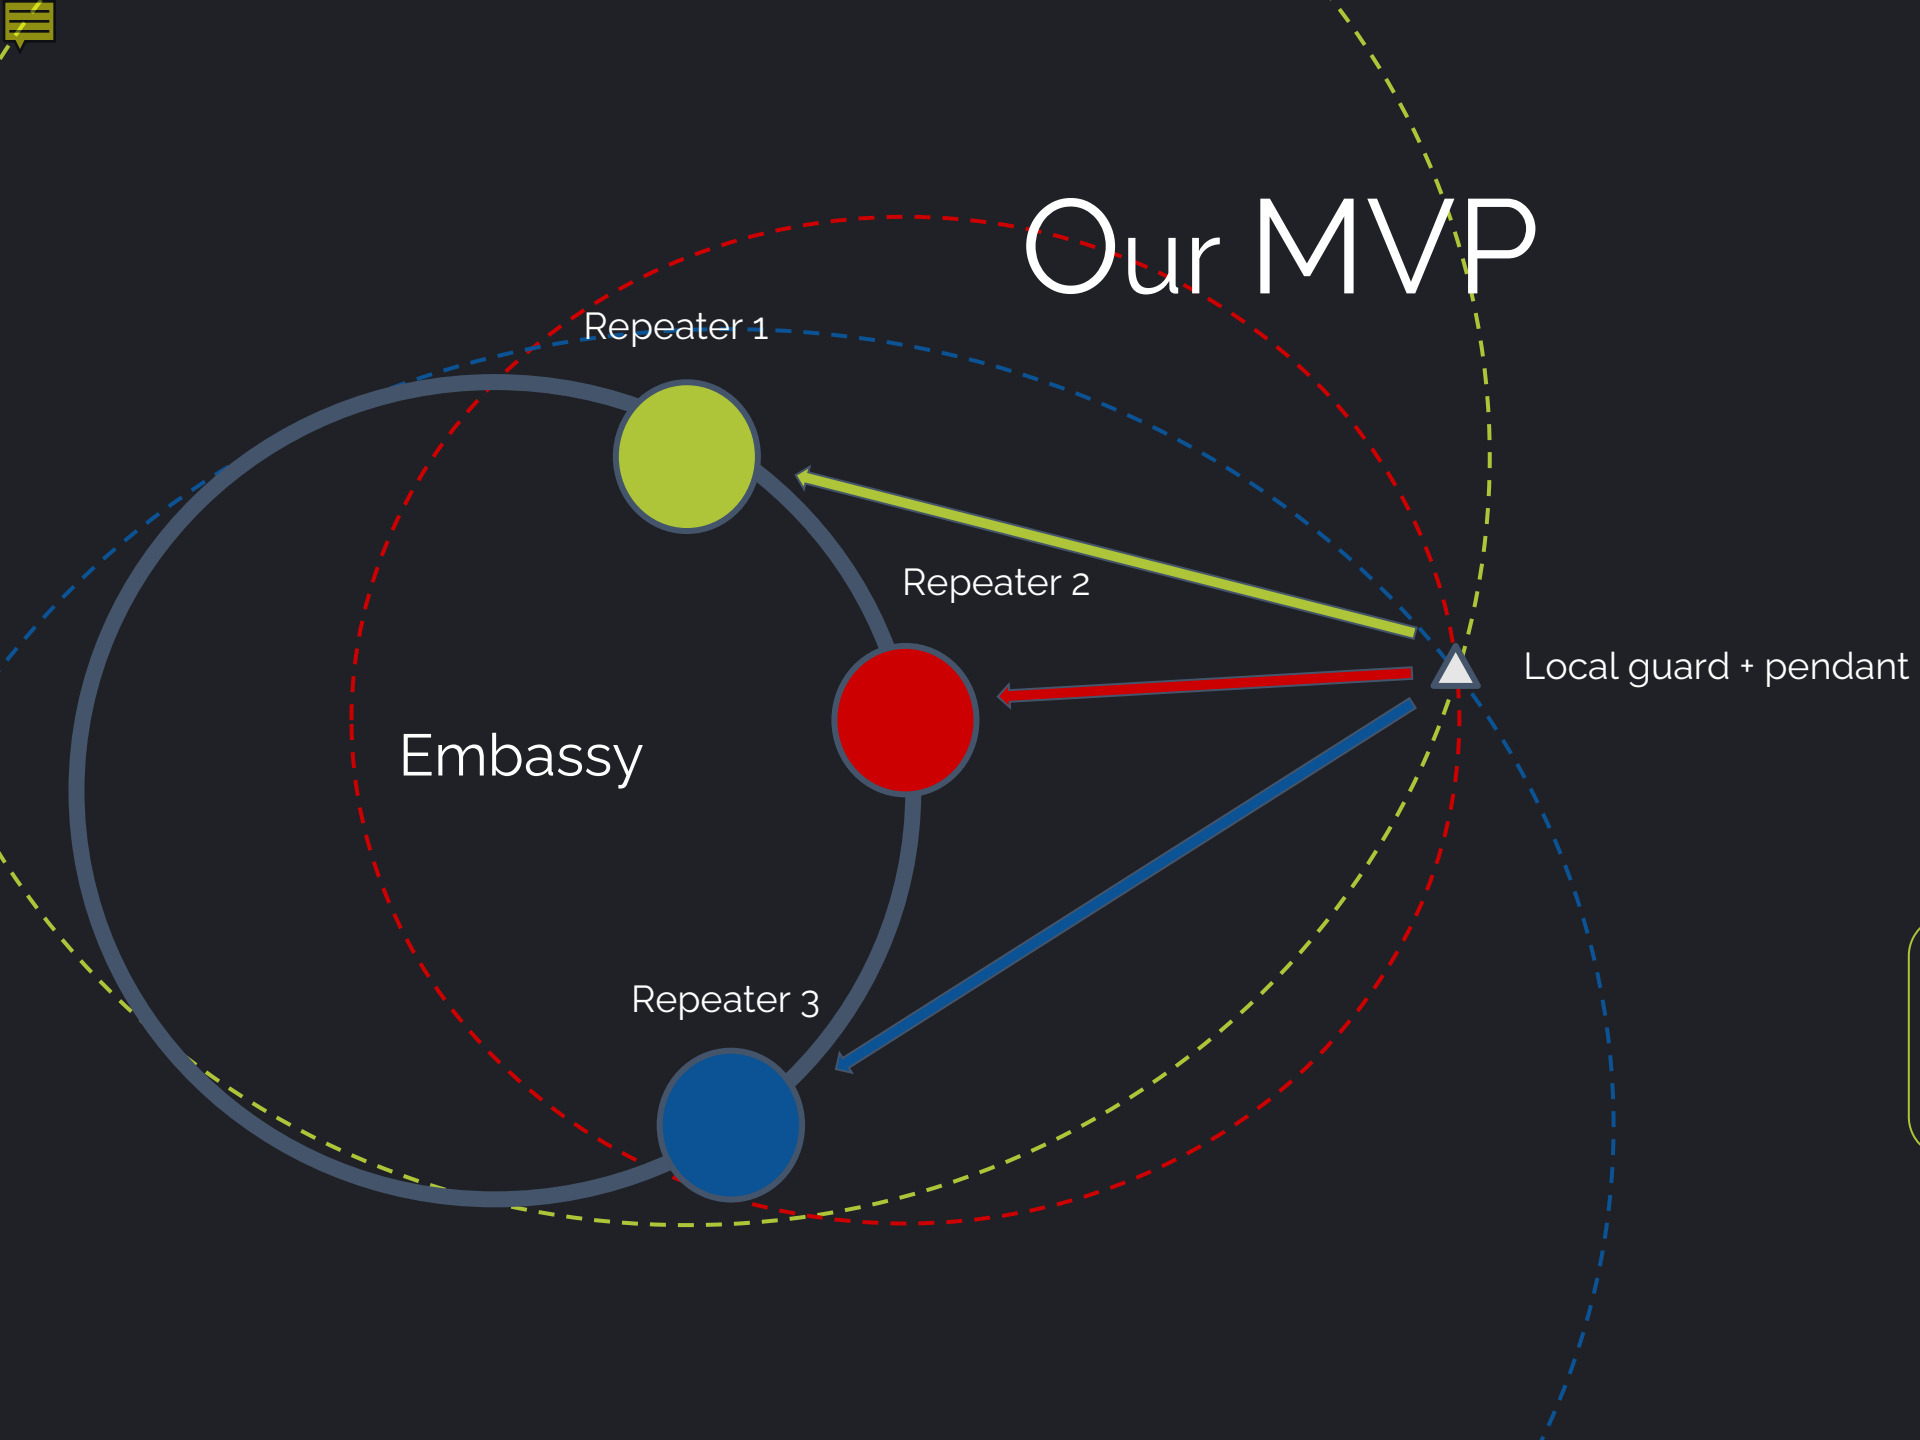 Our MVP
Repeater 1
Repeater 2
Local guard + pendant
Embassy
Repeater 3